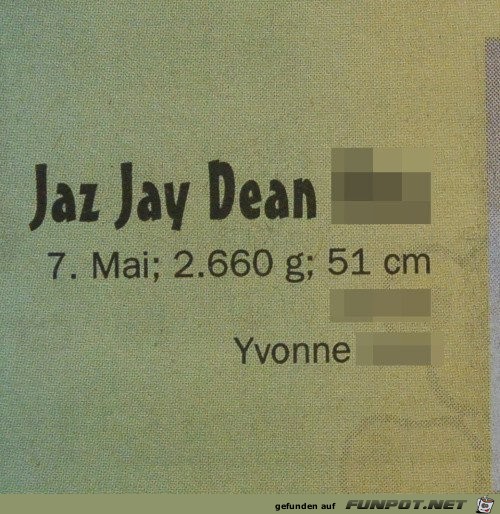 Jaz Jay Dean
7. Mai; 2.660 g; 51 cm
Yvonne
gefunden auf FUNPOT.NET